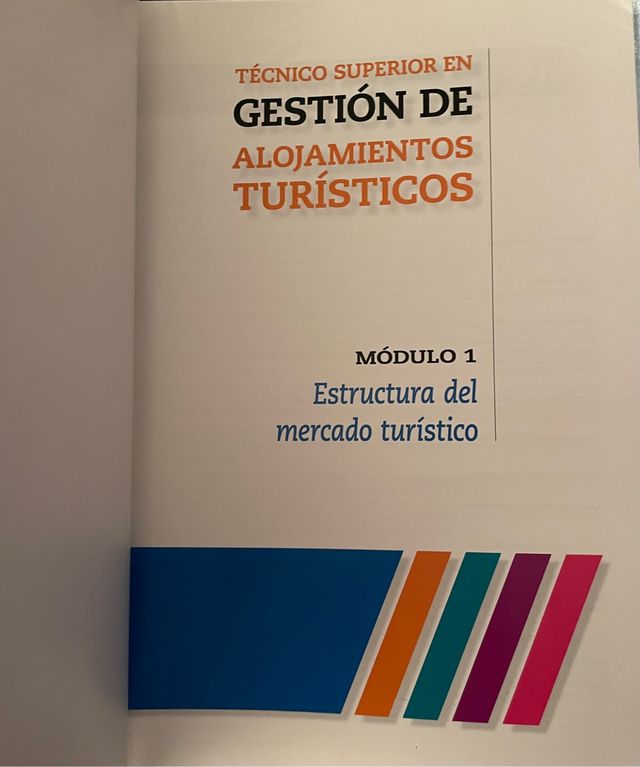 TÉCNICO SUPERIOR EN
GESTIÓN DE
ALOJAMIENTOS
TURÍSTICOS
MÓDULO 1
Estructura del
mercado turístico